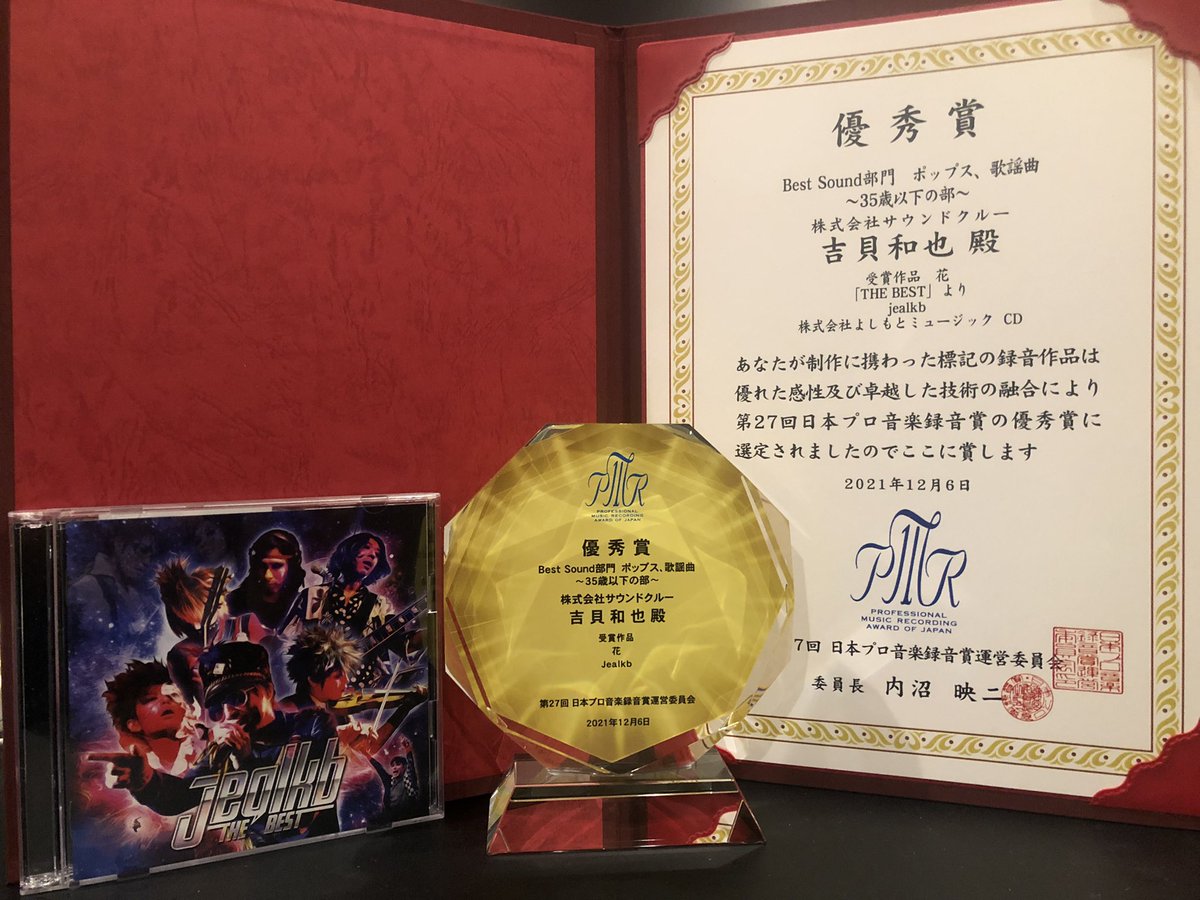 優秀賞
Best Sound部門 ポップス、歌謡曲
～35歳以下の部～
株式会社サウンドクルー
吉貝和也 殿
受賞作品 花
「THE BEST」より
jealkb
株式会社よしもとミュージック CD
あなたが制作に携わった標記の録音作品は
優れた感性及び卓越した技術の融合により
第27回日本プロ音楽録音賞の優秀賞に
選定されましたのでここに賞します
2021年12月6日
PMR
PROFESSIONAL
MUSIC RECORDING
AWARD OF JAPAN
7回 日本プロ音楽録音賞運営委員会
委員長 内沼 映二
PMR
PROFESSIONAL
MUSIC RECORDING
AWARD OF JAPAN
優秀賞
Best Sound部門 ポップス、歌謡曲
～35歳以下の部～
株式会社サウンドクルー
吉貝和也殿
受賞作品
花
Jealkb
第27回 日本プロ音楽録音賞運営委員会
2021年12月6日
jealkb
THE BEST